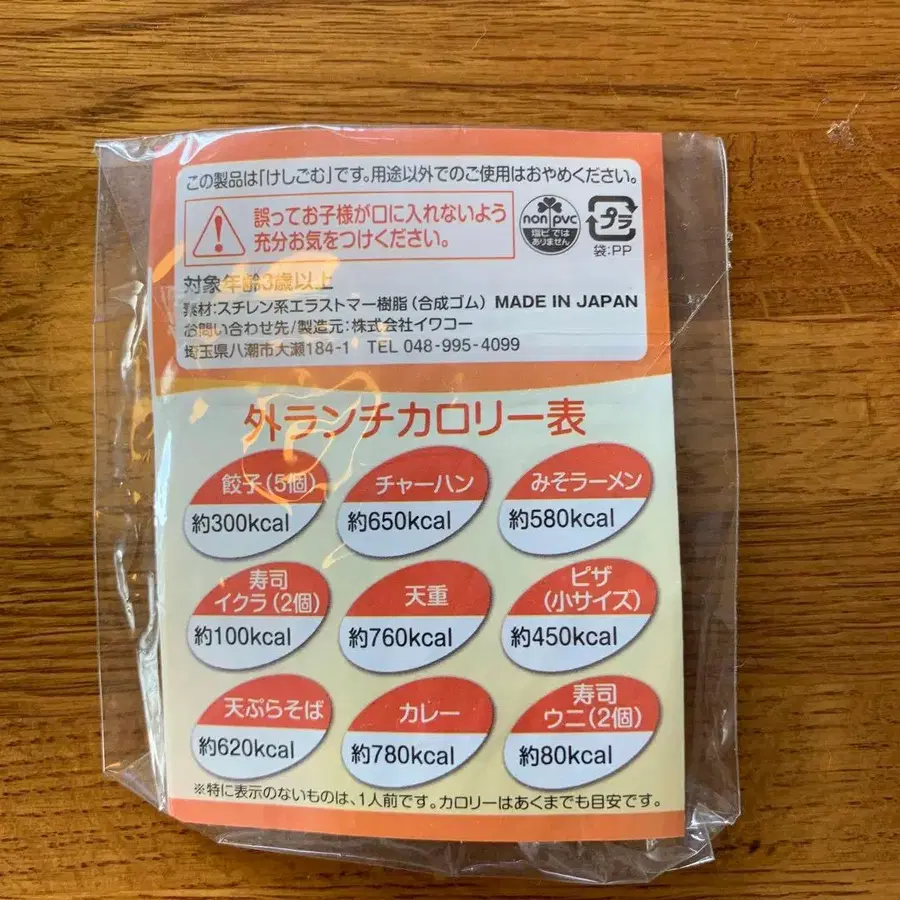 この製品は「けしごむ」です。用途以外でのご使用はおやめください。
誤ってお子様が口に入れないよう
充分お気をつけください。
non pvc
塩ビでは
ありません
プラ
袋:PP
対象年齢3歳以上
素材:スチレン系エラストマー樹脂(合成ゴム) MADE IN JAPAN
お問い合わせ先/製造元:株式会社イワコー
埼玉県八潮市大瀬184-1 TEL 048-995-4099
外ランチカロリー表
餃子(5個)
約300kcal
チャーハン
約650kcal
みそラーメン
約580kcal
寿司
イクラ(2個)
約100kcal
天重
約760kcal
ピザ
(小サイズ)
約450kcal
天ぷらそば
約620kcal
カレー
約780kcal
寿司
ウニ(2個)
約80kcal
※特に表示のないものは、1人前です。カロリーはあくまでも目安です。